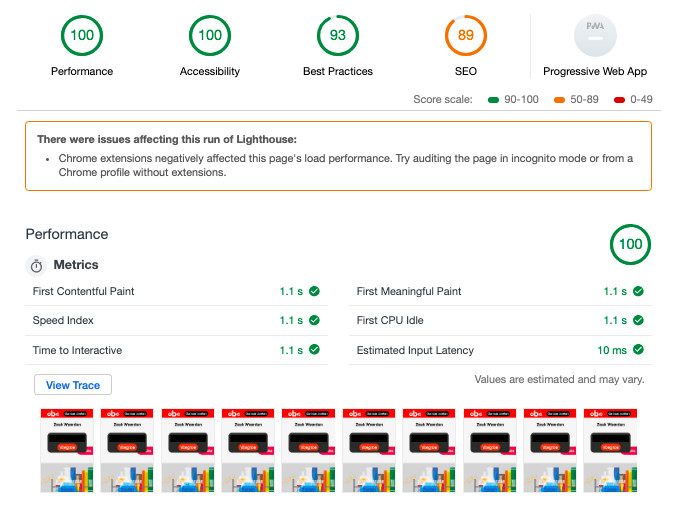 100 100 93 89 PWA
Performance Accessibility Best Practices SEO Progressive Web App
Score scale: 90-100 50-89 0-49
There were issues affecting this run of Lighthouse:
• Chrome extensions negatively affected this page's load performance. Try auditing the page in incognito mode or from a
Chrome profile without extensions.
Performance 100
Metrics
First Contentful Paint 1.1 s First Meaningful Paint 1.1 s
Speed Index 1.1 s First CPU Idle 1.1 s
Time to Interactive 1.1 s Estimated Input Latency 10 ms
View Trace Values are estimated and may vary.